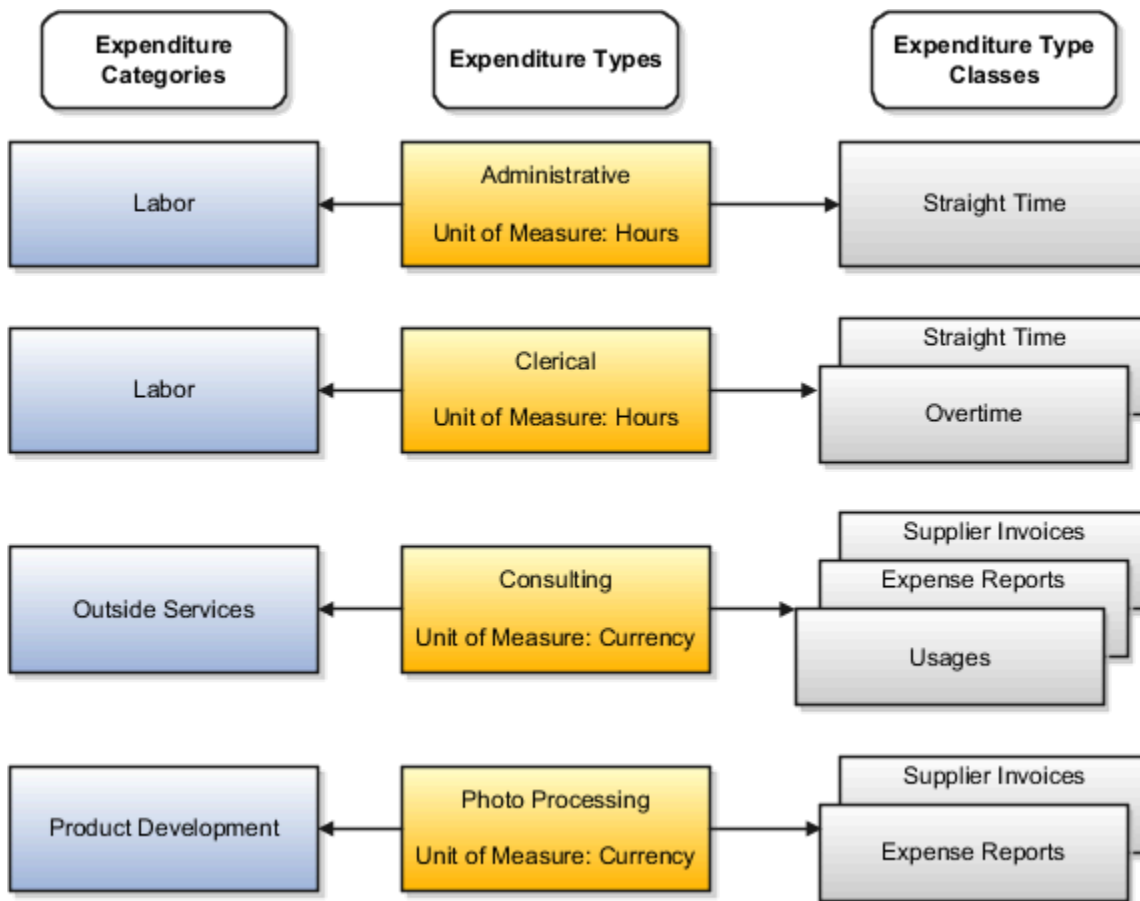 Expenditure
Categories
Expenditure Types
Expenditure Type
Classes
Labor
Administrative
Unit of Measure: Hours
Straight Time
Labor
Clerical
Unit of Measure: Hours
Straight Time
Overtime
Outside Services
Consulting
Unit of Measure: Currency
Supplier Invoices
Expense Reports
Usages
Product Development
Photo Processing
Unit of Measure: Currency
Supplier Invoices
Expense Reports